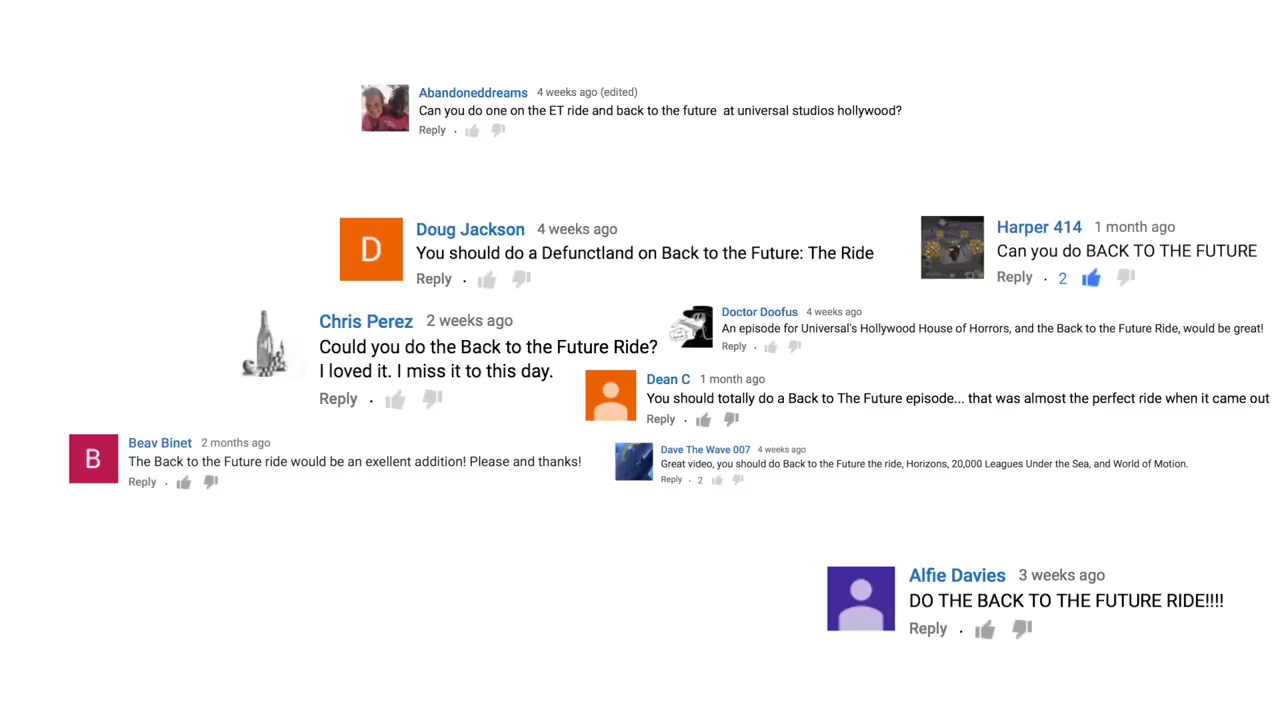 Abandoneddreams 4 weeks ago (edited)
Can you do one on the ET ride and back to the future at universal studios hollywood?
Reply ·
D
Doug Jackson 4 weeks ago
You should do a Defunctland on Back to the Future: The Ride
Reply ·
Harper 414 1 month ago
Can you do BACK TO THE FUTURE
Reply · 2
Chris Perez 2 weeks ago
Could you do the Back to the Future Ride?
I loved it. I miss it to this day.
Reply ·
Doctor Doofus 4 weeks ago
An episode for Universal's Hollywood House of Horrors, and the Back to the Future Ride, would be great!
Reply ·
Dean C 1 month ago
You should totally do a Back to The Future episode... that was almost the perfect ride when it came out
Reply ·
B
Beav Binet 2 months ago
The Back to the Future ride would be an exellent addition! Please and thanks!
Reply ·
Dave The Wave 007 4 weeks ago
Great video, you should do Back to the Future the ride, Horizons, 20,000 Leagues Under the Sea, and World of Motion.
Reply · 2
Alfie Davies 3 weeks ago
DO THE BACK TO THE FUTURE RIDE!!!!
Reply ·